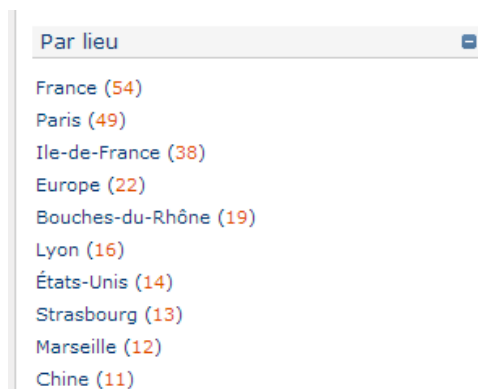 Par lieu
France (54)
Paris (49)
Ile-de-France (38)
Europe (22)
Bouches-du-Rhône (19)
Lyon (16)
États-Unis (14)
Strasbourg (13)
Marseille (12)
Chine (11)